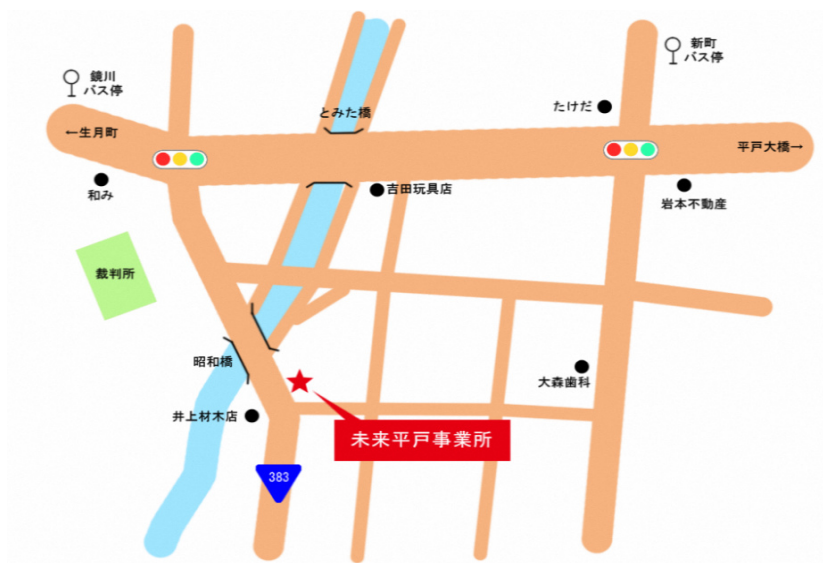 新町
バス停
鏡川
バス停
たけだ
とみた橋
←生月町
平戸大橋→
和み
吉田玩具店
岩本不動産
裁判所
昭和橋
大森歯科
井上材木店
未来平戸事業所
383